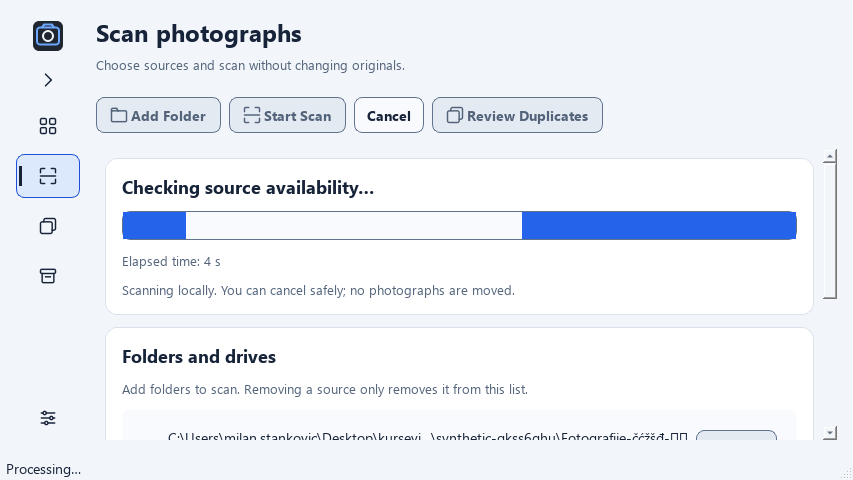 Scan photographs
Choose sources and scan without changing originals.
Add Folder
Start Scan
Cancel
Review Duplicates
Checking source availability...
Elapsed time: 4 s
Scanning locally. You can cancel safely; no photographs are moved.
Folders and drives
Add folders to scan. Removing a source only removes it from this list.
Processing...